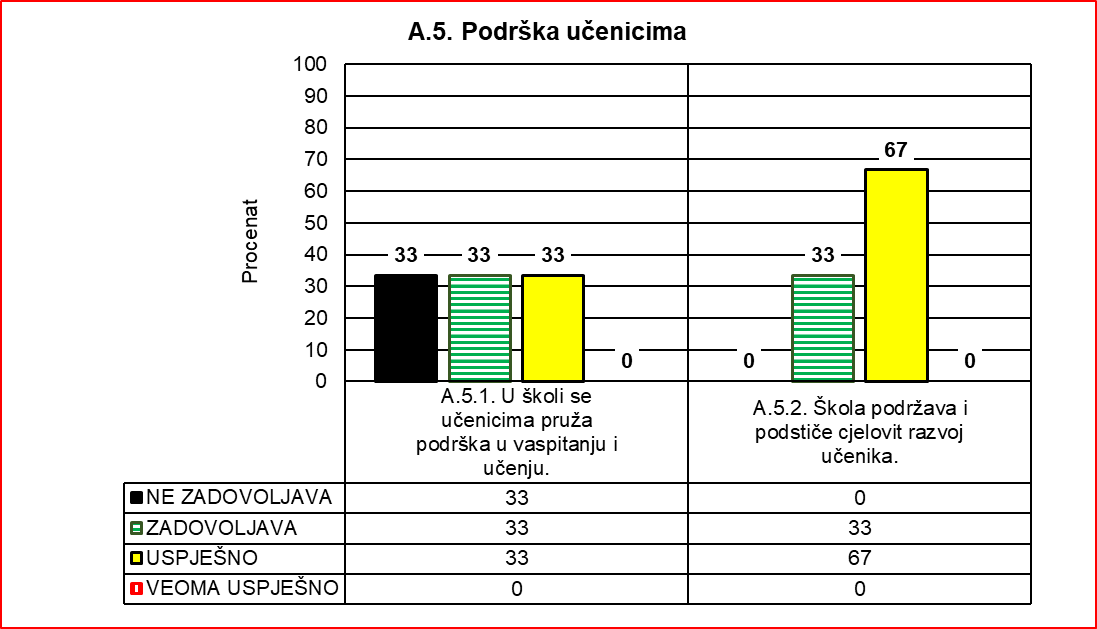 A.5. Podrška učenicima
Procenat
100
90
80
70
60
50
40
30
20
10
0
33
33
33
0
0
33
67
0
A.5.1. U školi se
učenicima pruža
podrška u vaspitanju i
učenju.
A.5.2. Škola podržava i
podstiče cjelovit razvoj
učenika.
NE ZADOVOLJAVA 33 0
ZADOVOLJAVA 33 33
USPJEŠNO 33 67
VEOMA USPJEŠNO 0 0